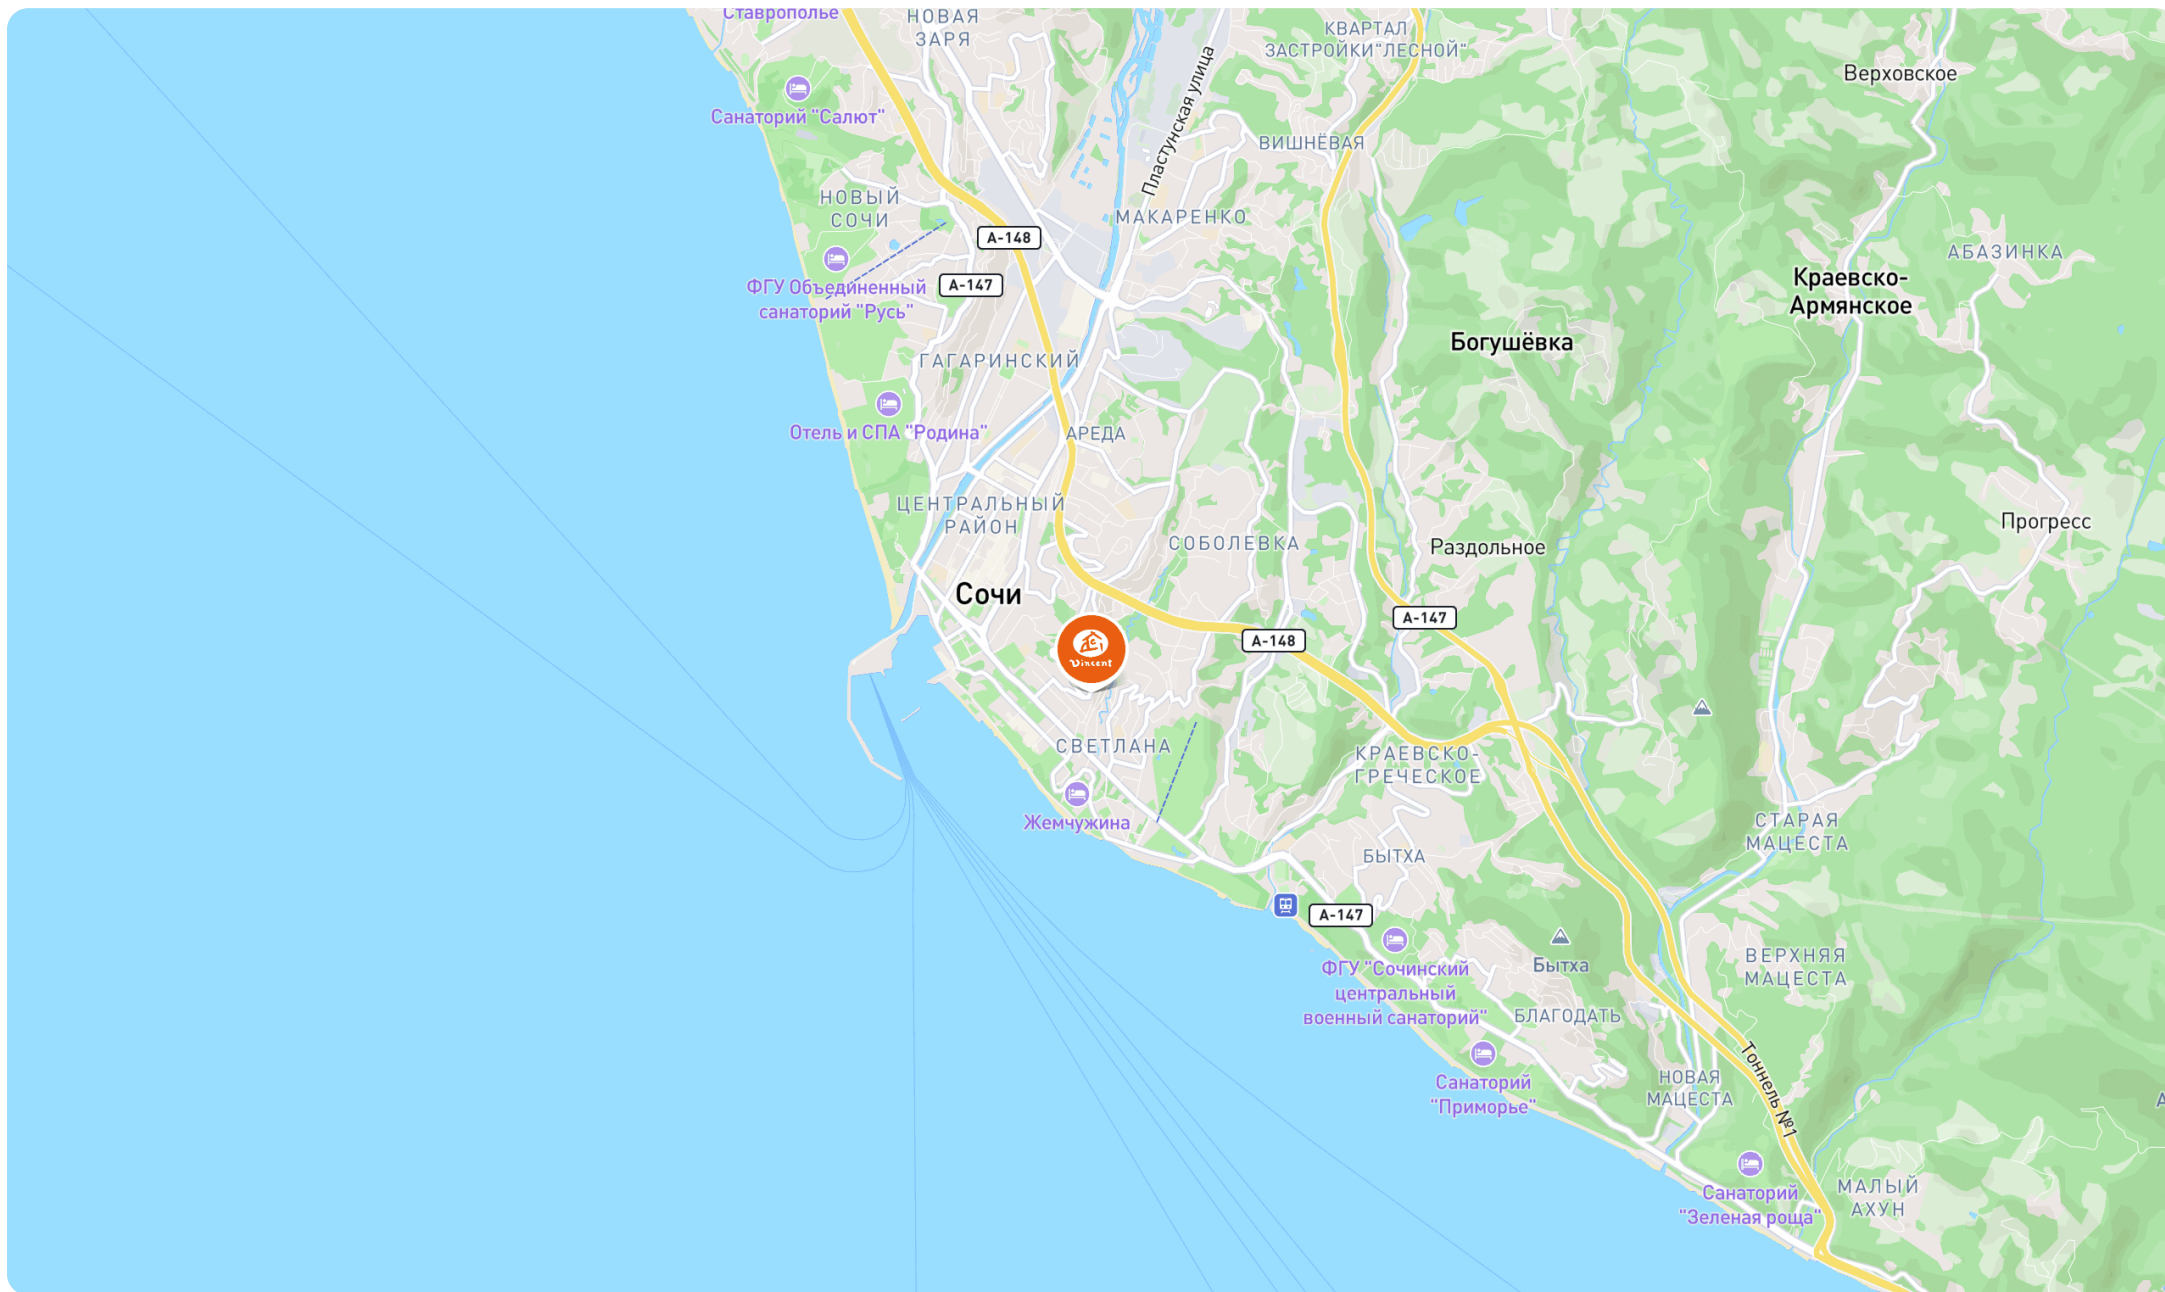 Ставрополье
НОВАЯ
ЗАРЯ
КВАРТАЛ
ЗАСТРОЙКИ"ЛЕСНОЙ"
Верховское
Санаторий "Салют"
Пластунская улица
ВИШНЁВАЯ
НОВЫЙ
СОЧИ
МАКАРЕНКО
А-148
АБАЗИНКА
Краевско-
Армянское
ФГУ Объединенный
санаторий "Русь"
А-147
Богушёвка
ГАГАРИНСКИЙ
Отель и СПА "Родина"
АРЕДА
ЦЕНТРАЛЬНЫЙ
РАЙОН
Прогресс
СОБОЛЕВКА
Раздольное
Сочи
А-147
А-148
Vincent
СВЕТЛАНА
КРАЕВСКО-
ГРЕЧЕСКОЕ
Жемчужина
СТАРАЯ
МАЦЕСТА
БЫТХА
А-147
ФГУ "Сочинский
центральный
военный санаторий"
Бытха
ВЕРХНЯЯ
МАЦЕСТА
БЛАГОДАТЬ
Тоннель №1
Санаторий
"Приморье"
НОВАЯ
МАЦЕСТА
Санаторий
"Зеленая роща"
МАЛЫЙ
АХУН